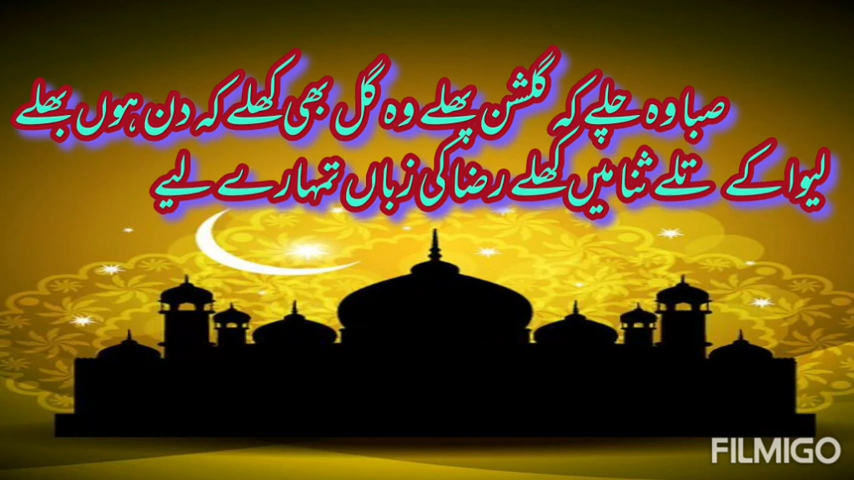 صبا وہ چلے کہ گلشن پھلے وہ گل بھی کھلے کہ دن ہوں بھلے
لیوا کے تلے ثنا میں کھلے رضا کی زباں تمہارے لیے
FILMIGO